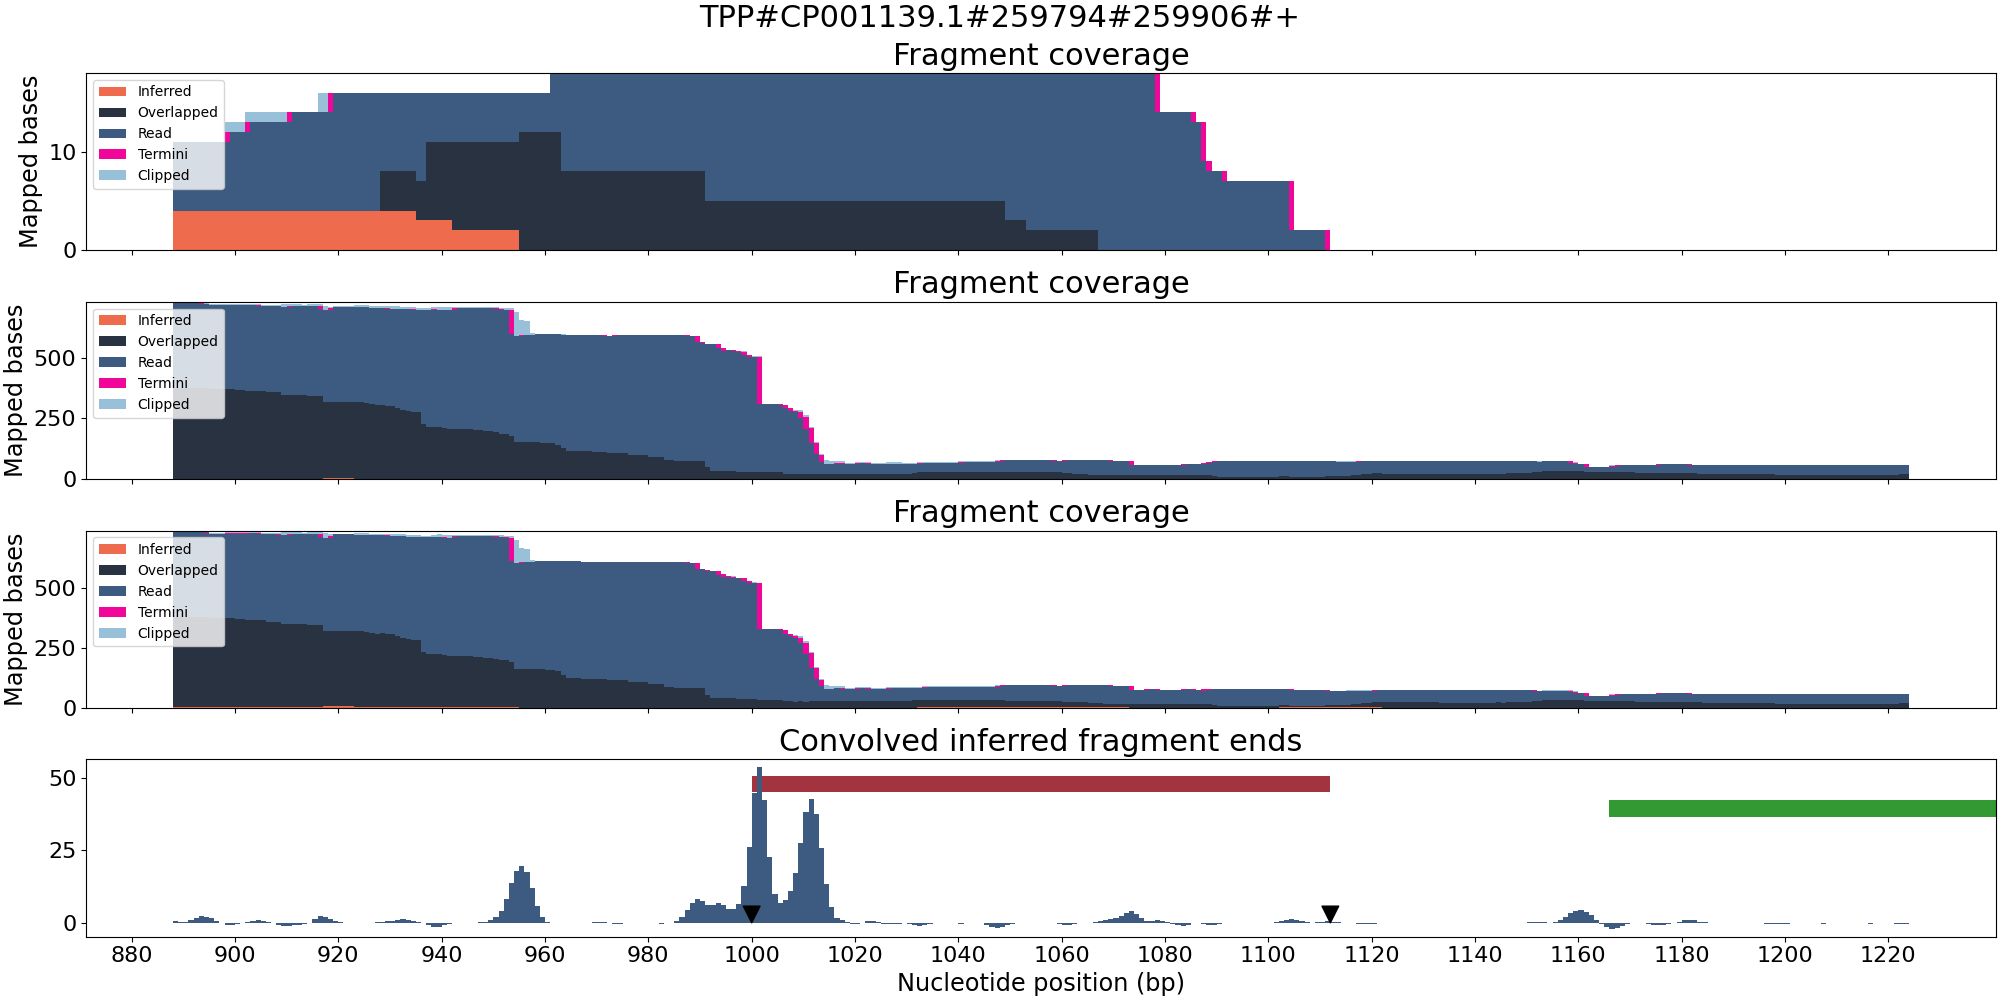 TPP#CP001139.1#259794#259906#+
Fragment coverage
Mapped bases
10
0
Inferred
Overlapped
Read
Termini
Clipped
Fragment coverage
Mapped bases
500
250
0
Inferred
Overlapped
Read
Termini
Clipped
Fragment coverage
Mapped bases
500
250
0
Inferred
Overlapped
Read
Termini
Clipped
Convolved inferred fragment ends
50
25
0
880 900 920 940 960 980 1000 1020 1040 1060 1080 1100 1120 1140 1160 1180 1200 1220
Nucleotide position (bp)